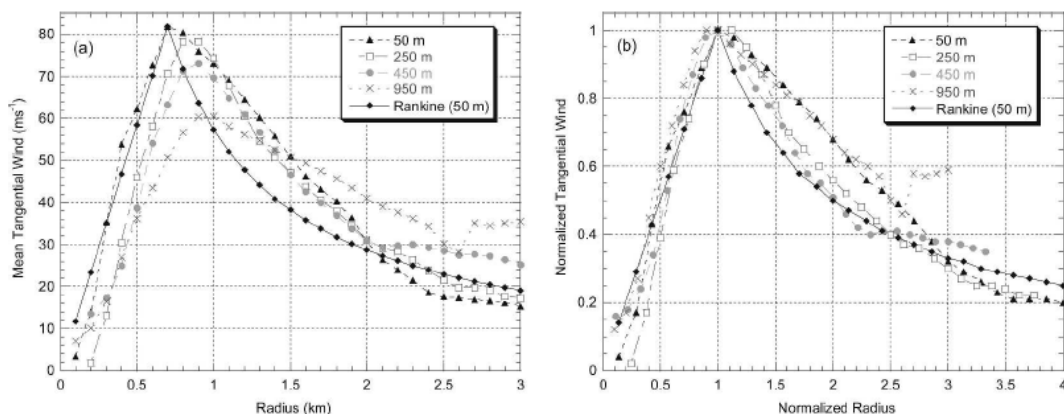 (a)
50 m
250 m
450 m
950 m
Rankine (50 m)
Mean Tangential Wind (ms-1)
80
70
60
50
40
30
20
10
0
0 0.5 1 1.5 2 2.5 3
Radius (km)
(b)
50 m
250 m
450 m
950 m
Rankine (50 m)
Normalized Tangential Wind
1
0.8
0.6
0.4
0.2
0
0 0.5 1 1.5 2 2.5 3 3.5 4
Normalized Radius